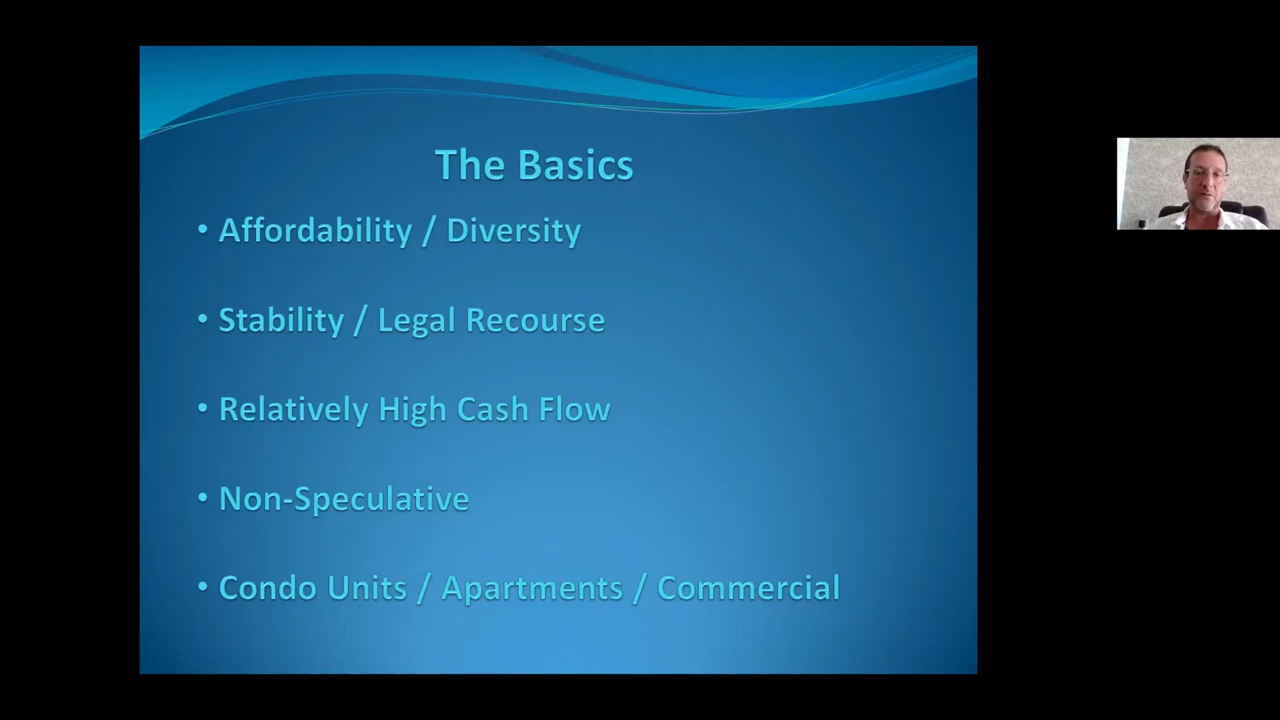 The Basics
• Affordability / Diversity
• Stability / Legal Recourse
• Relatively High Cash Flow
• Non-Speculative
• Condo Units / Apartments / Commercial